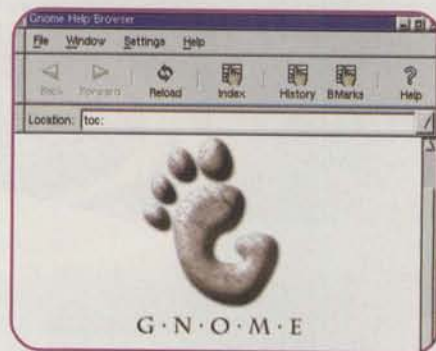 Gnome Help Browser
File Window Settings Help
Back Forward Reload Index History BMarks Help
Location: toc:
G·N·O·M·E